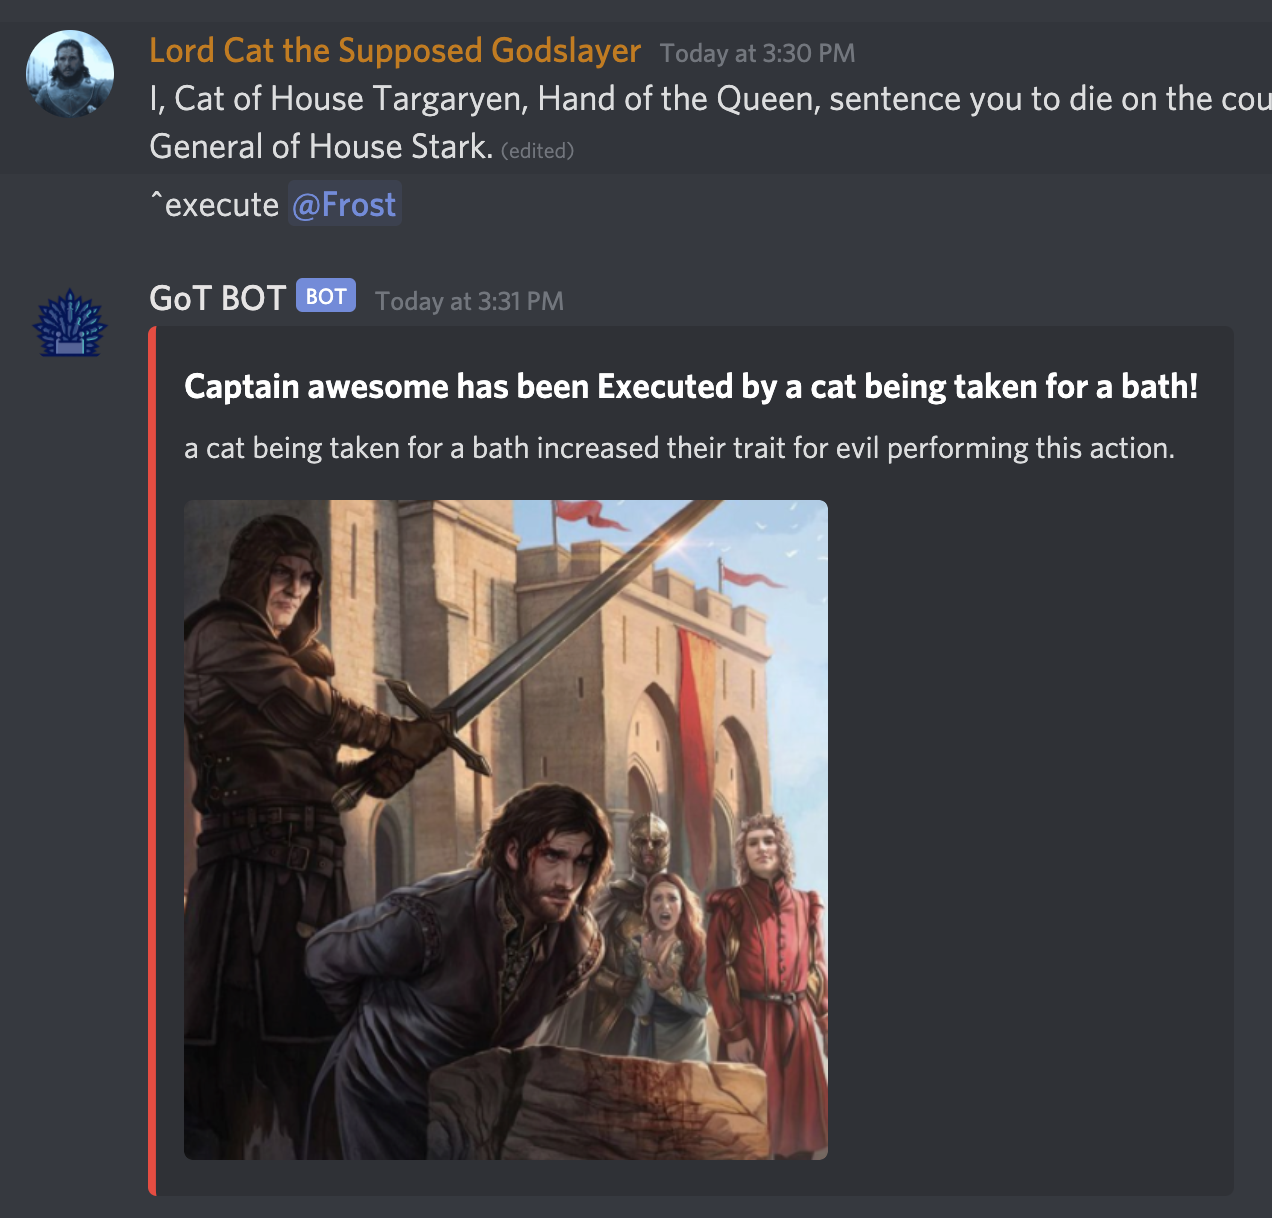 Lord Cat the Supposed Godslayer Today at 3:30 PM
I, Cat of House Targaryen, Hand of the Queen, sentence you to die on the
General of House Stark. (edited)
^execute @Frost
GoT BOT BOT Today at 3:31 PM
Captain awesome has been Executed by a cat being taken for a bath!
a cat being taken for a bath increased their trait for evil performing this action.